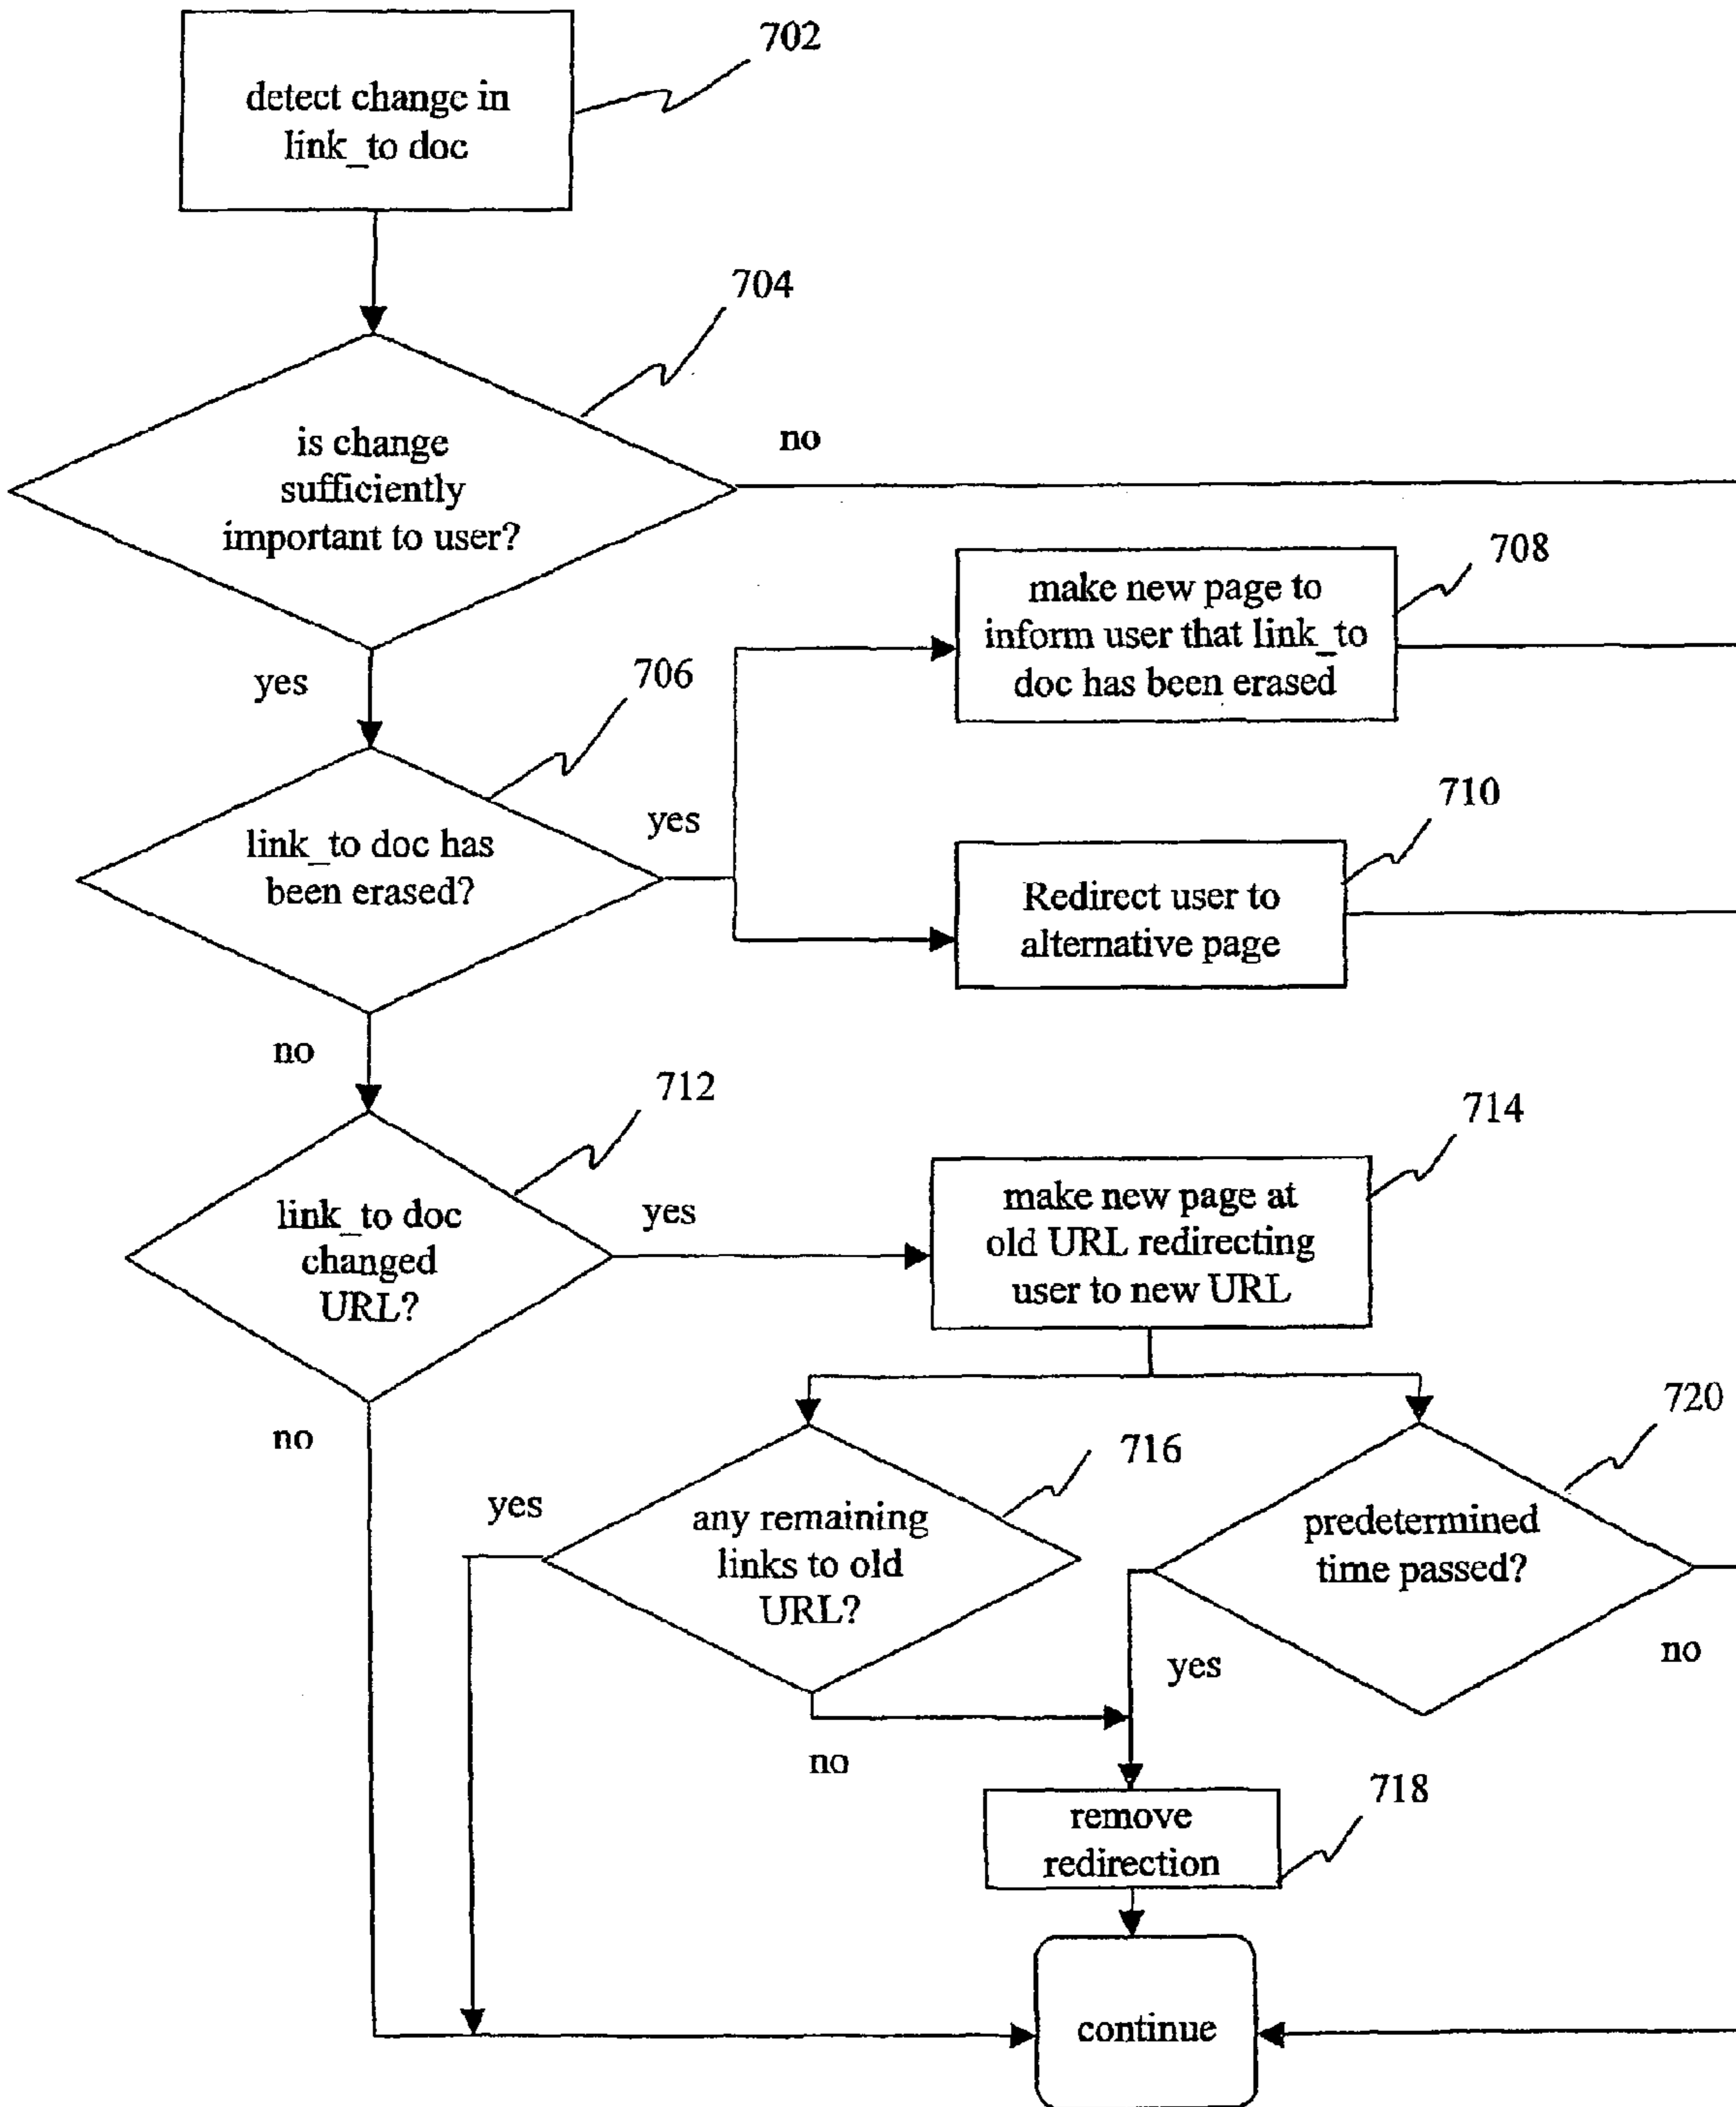 702
detect change in
link_to doc
704
is change
sufficiently
important to user?
no
708
make new page to
inform user that link_to
doc has been erased
yes
706
link_to doc has
been erased?
yes
710
Redirect user to
alternative page
no
712
link_to doc
changed
URL?
yes
714
make new page at
old URL redirecting
user to new URL
no
716
any remaining
links to old
URL?
yes
720
predetermined
time passed?
no
yes
no
718
remove
redirection
continue